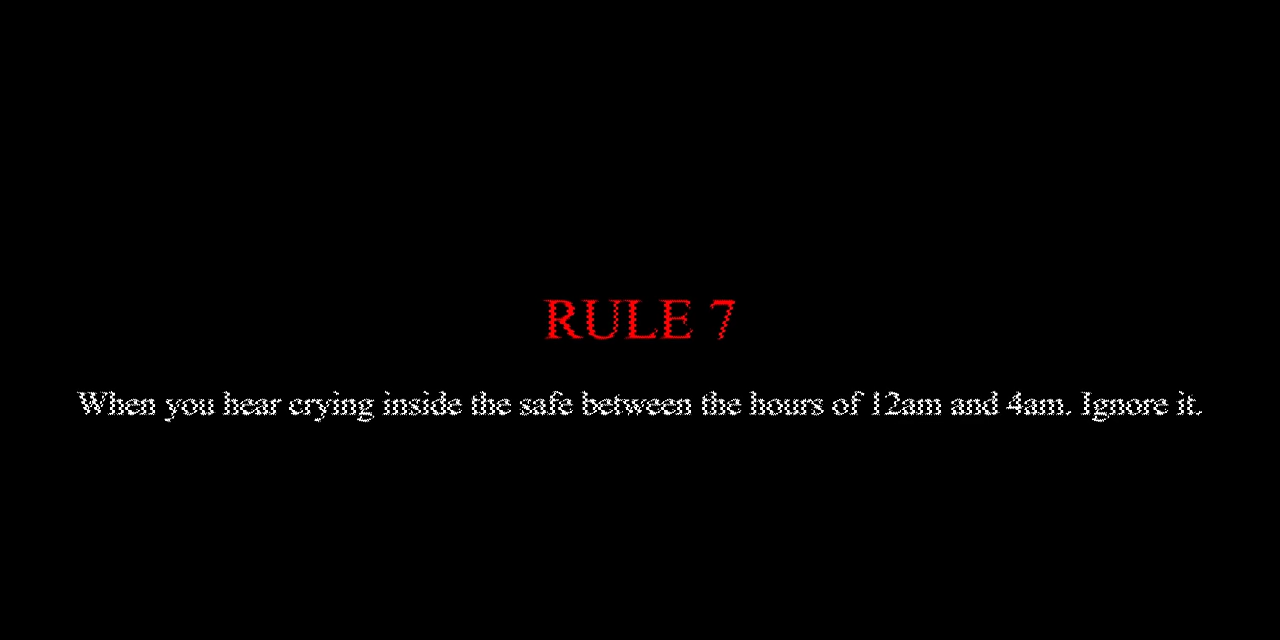 RULE 7
When you hear crying inside the safe between the hours of 12am and 4am. Ignore it.